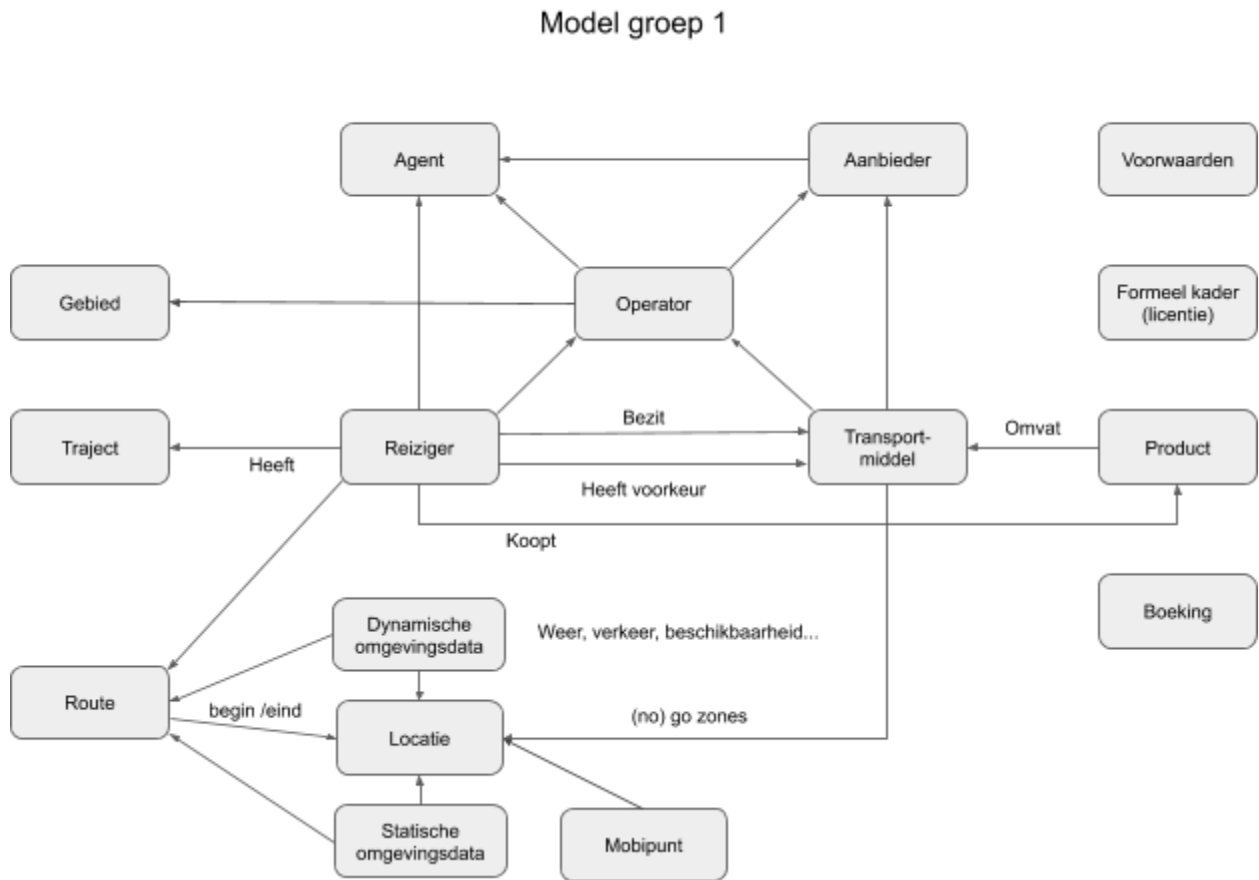 Model groep 1
Agent
Aanbieder
Voorwaarden
Gebied
Operator
Formeel kader
(licentie)
Traject
Heeft
Reiziger
Bezit
Heeft voorkeur
Transport-
middel
Omvat
Product
Koopt
Dynamische
omgevingsdata
Weer, verkeer, beschikbaarheid...
Boeking
Route
begin /eind
Locatie
(no) go zones
Statische
omgevingsdata
Mobipunt